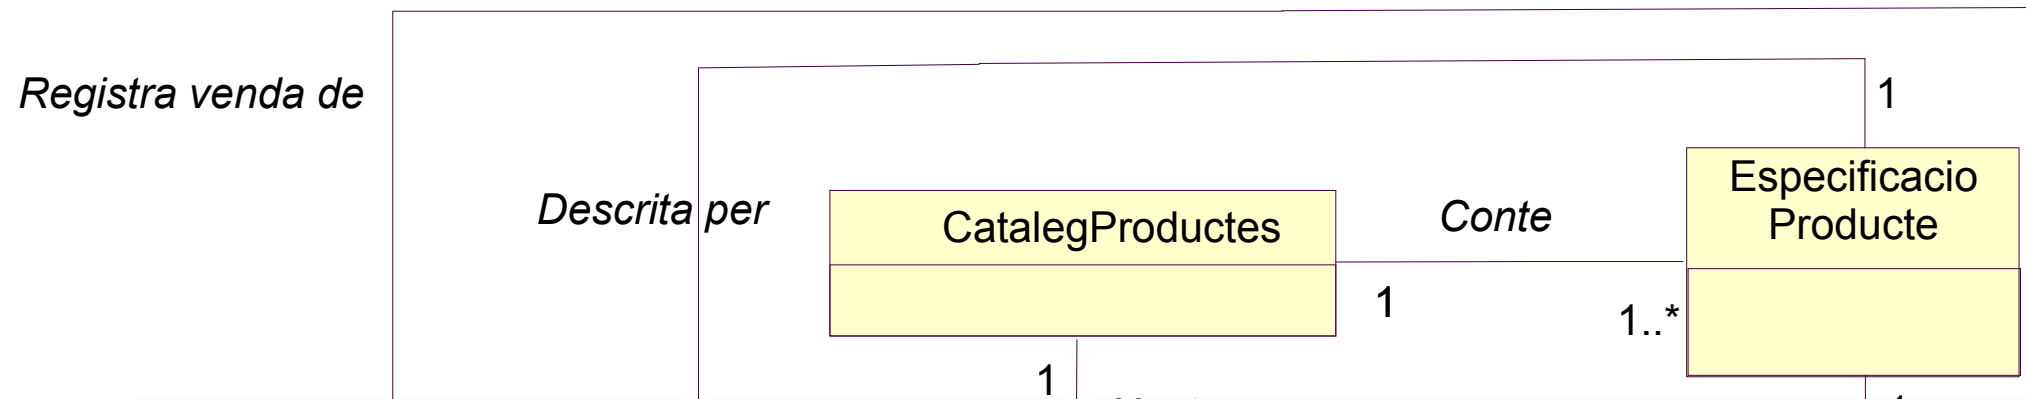 Registra venda de
1
Especificacio
Producte
Descrita per
CatalegProductes
Conte
1
1..*
1